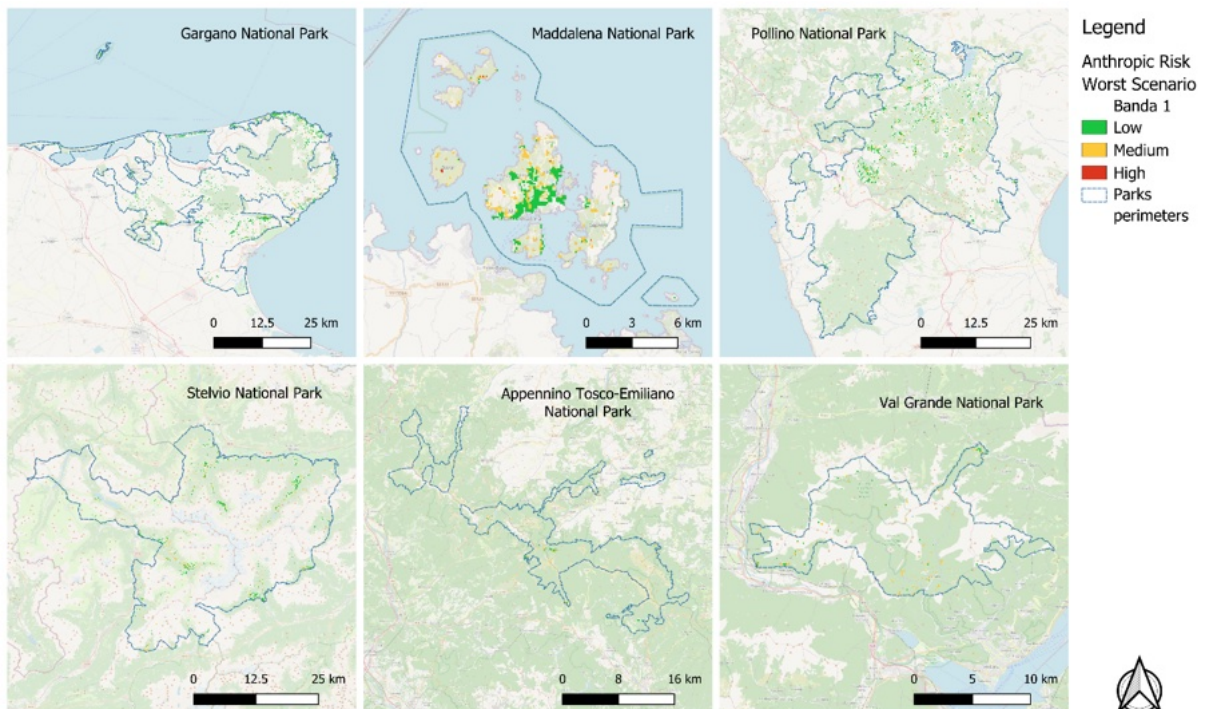 Gargano National Park
0 12.5 25 km
Maddalena National Park
0 3 6 km
Pollino National Park
0 12.5 25 km
Legend
Anthropic Risk
Worst Scenario
Banda 1
Low
Medium
High
Parks
perimeters
Stelvio National Park
0 12.5 25 km
Appennino Tosco-Emiliano
National Park
0 8 16 km
Val Grande National Park
0 5 10 km